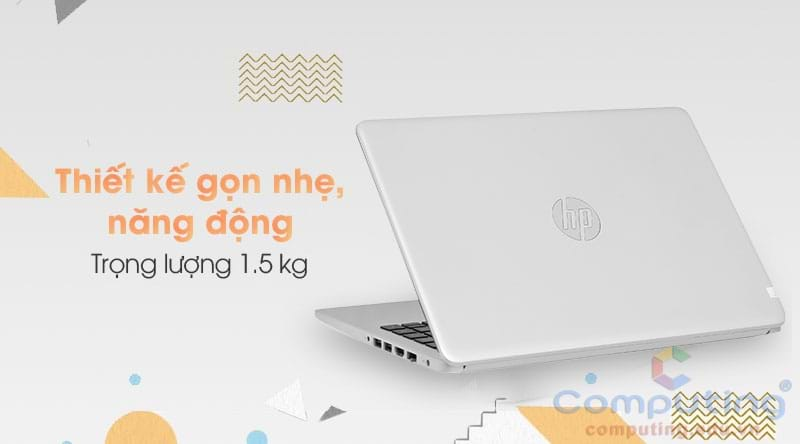 Thiết kế gọn nhẹ,
năng động
Trọng lượng 1.5 kg
hp
Computing®